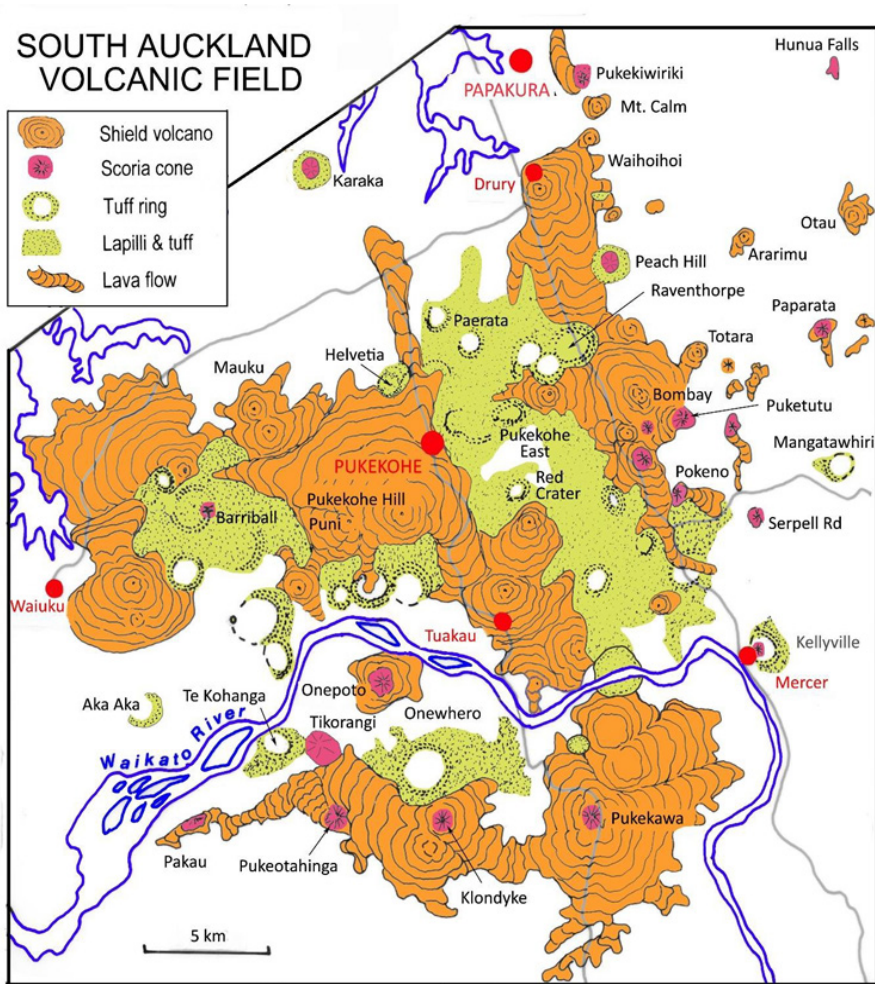 SOUTH AUCKLAND
VOLCANIC FIELD
Shield volcano
Scoria cone
Tuff ring
Lapilli & tuff
Lava flow
PAPAKURA
Pukekiwiriki
Hunua Falls
Mt. Calm
Waihoihoi
Drury
Karaka
Otau
Ararimu
Peach Hill
Raventhorpe
Paparata
Paerata
Totara
Helvetia
Mauku
Bombay
Puketutu
Pukekohe
East
Mangatawhiri
PUKEKOHE
Pokeno
Red
Crater
Pukekohe Hill
Puni
Barriball
Serpell Rd
Waiuku
Tuakau
Kellyville
Mercer
Aka Aka
Te Kohanga
Onepoto
Onewhero
Tikorangi
Waikato River
Pukekawa
Pakau
Pukeotahinga
Klondyke
5 km